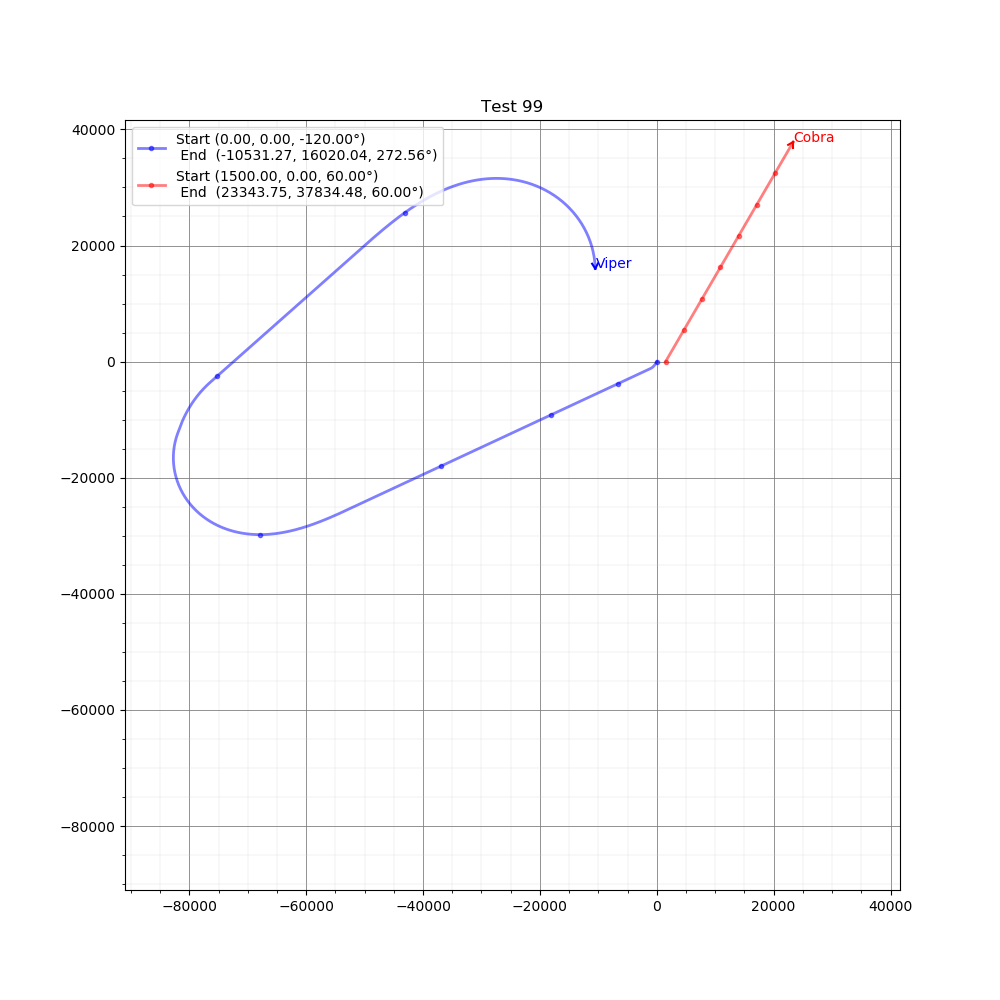 Test 99
Start (0.00, 0.00, -120.00°)
End  (-10531.27, 16020.04, 272.56°)
Start (1500.00, 0.00, 60.00°)
End  (23343.75, 37834.48, 60.00°)
Cobra
Viper
40000
20000
0
−20000
−40000
−60000
−80000
−80000 −60000 −40000 −20000 0 20000 40000